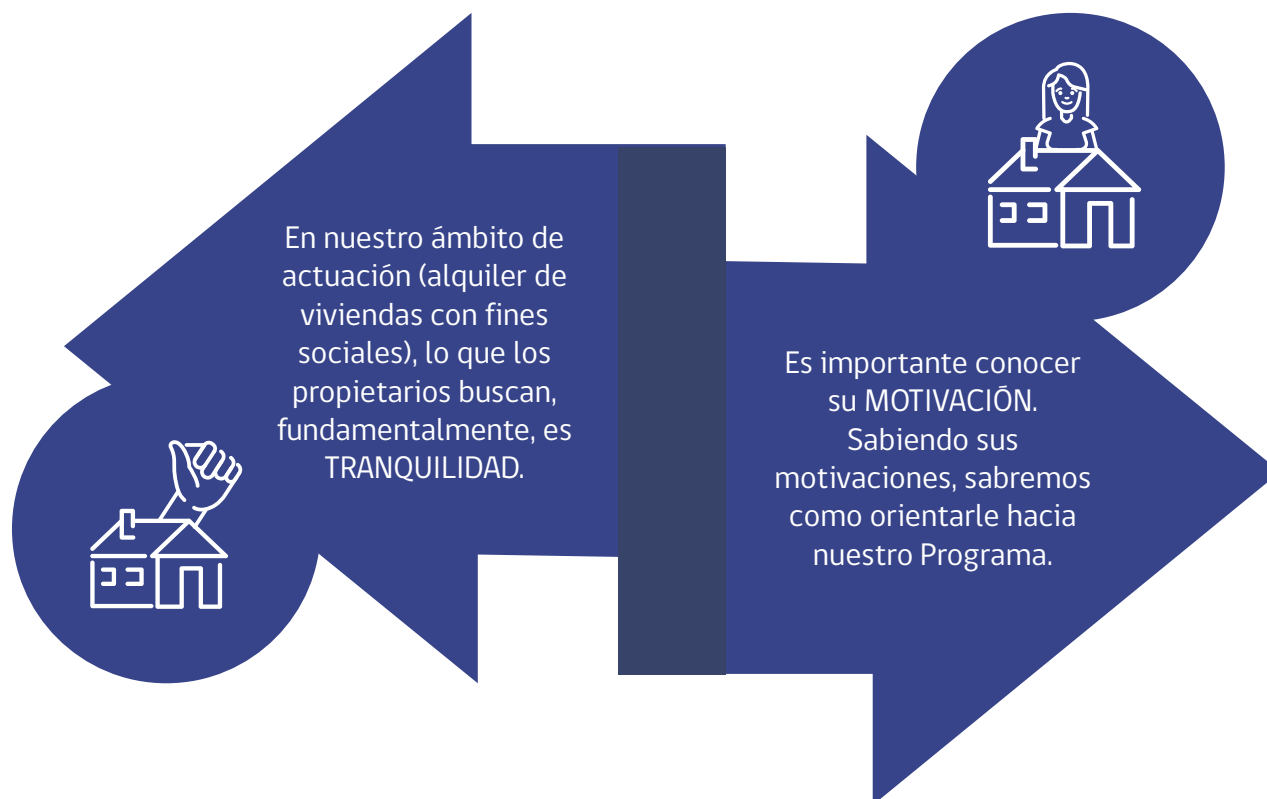 En nuestro ámbito de
actuación (alquiler de
viviendas con fines
sociales), lo que los
propietarios buscan,
fundamentalmente, es
TRANQUILIDAD.
Es importante conocer
su MOTIVACIÓN.
Sabiendo sus
motivaciones, sabremos
como orientarle hacia
nuestro Programa.